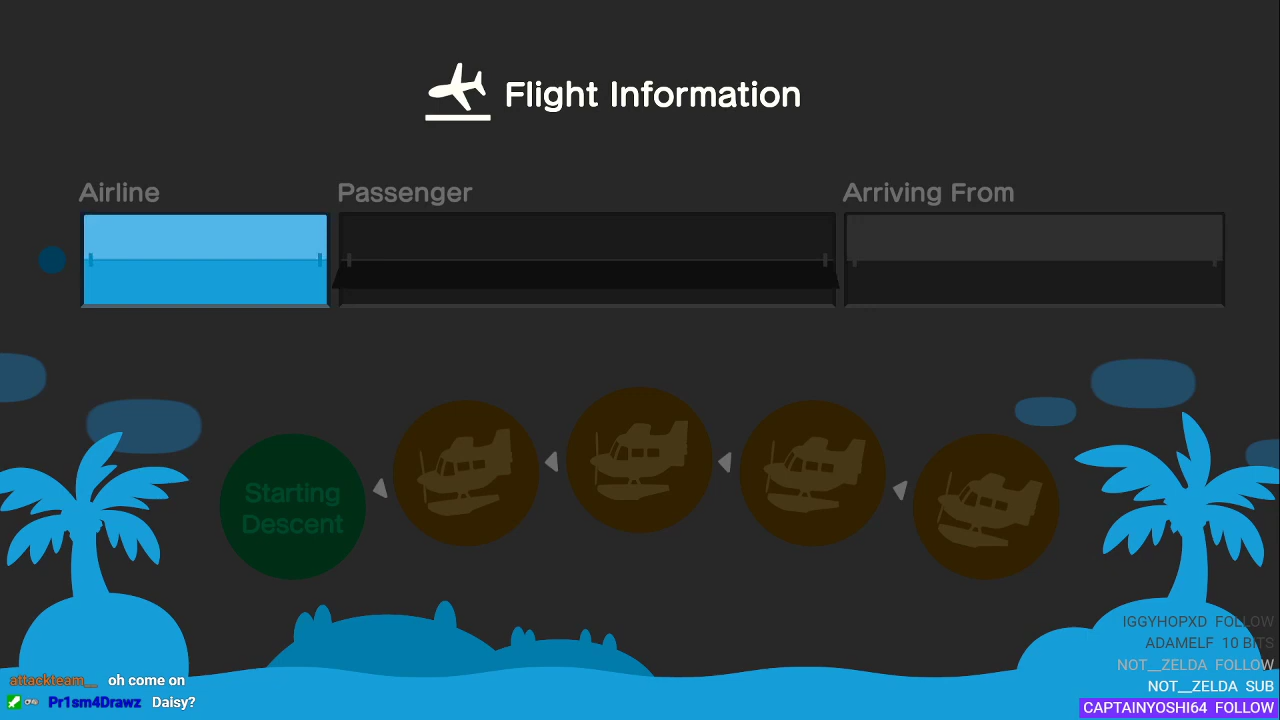 Flight Information
Airline
Passenger
Arriving From
Starting
Descent
IGGYHOPXD FOLLOW
ADAMELF 10 BITS
NOT__ZELDA FOLLOW
attackteam__ oh come on
NOT__ZELDA SUB
Pr1sm4Drawz Daisy?
CAPTAINYOSHI64 FOLLOW